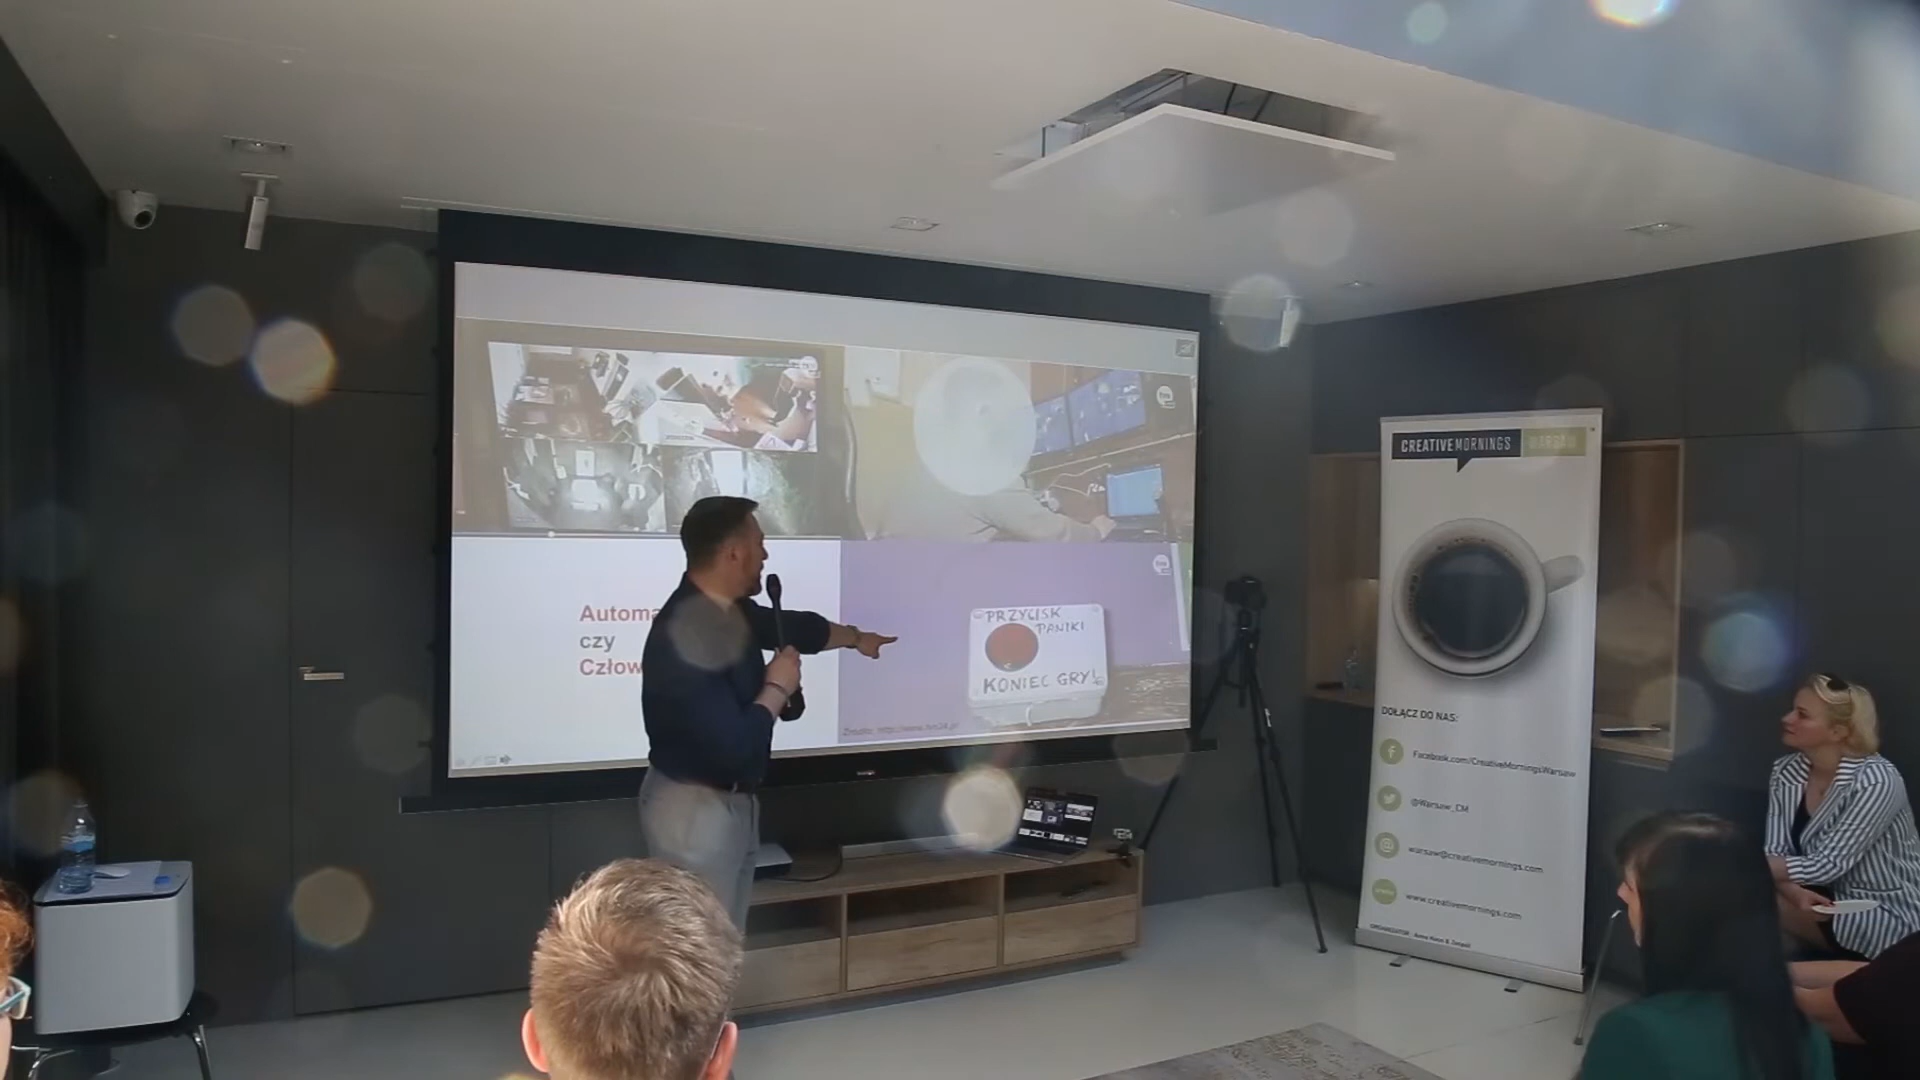 Automa
czy
Człow
PRZYCISK
PANIKI
KONIEC GRY!
CREATIVEMORNINGS WARSAW
DOŁĄCZ DO NAS:
Facebook.com/CreativeMorningsWarsaw
@Warsaw_CM
warsaw@creativemornings.com
www.creativemornings.com